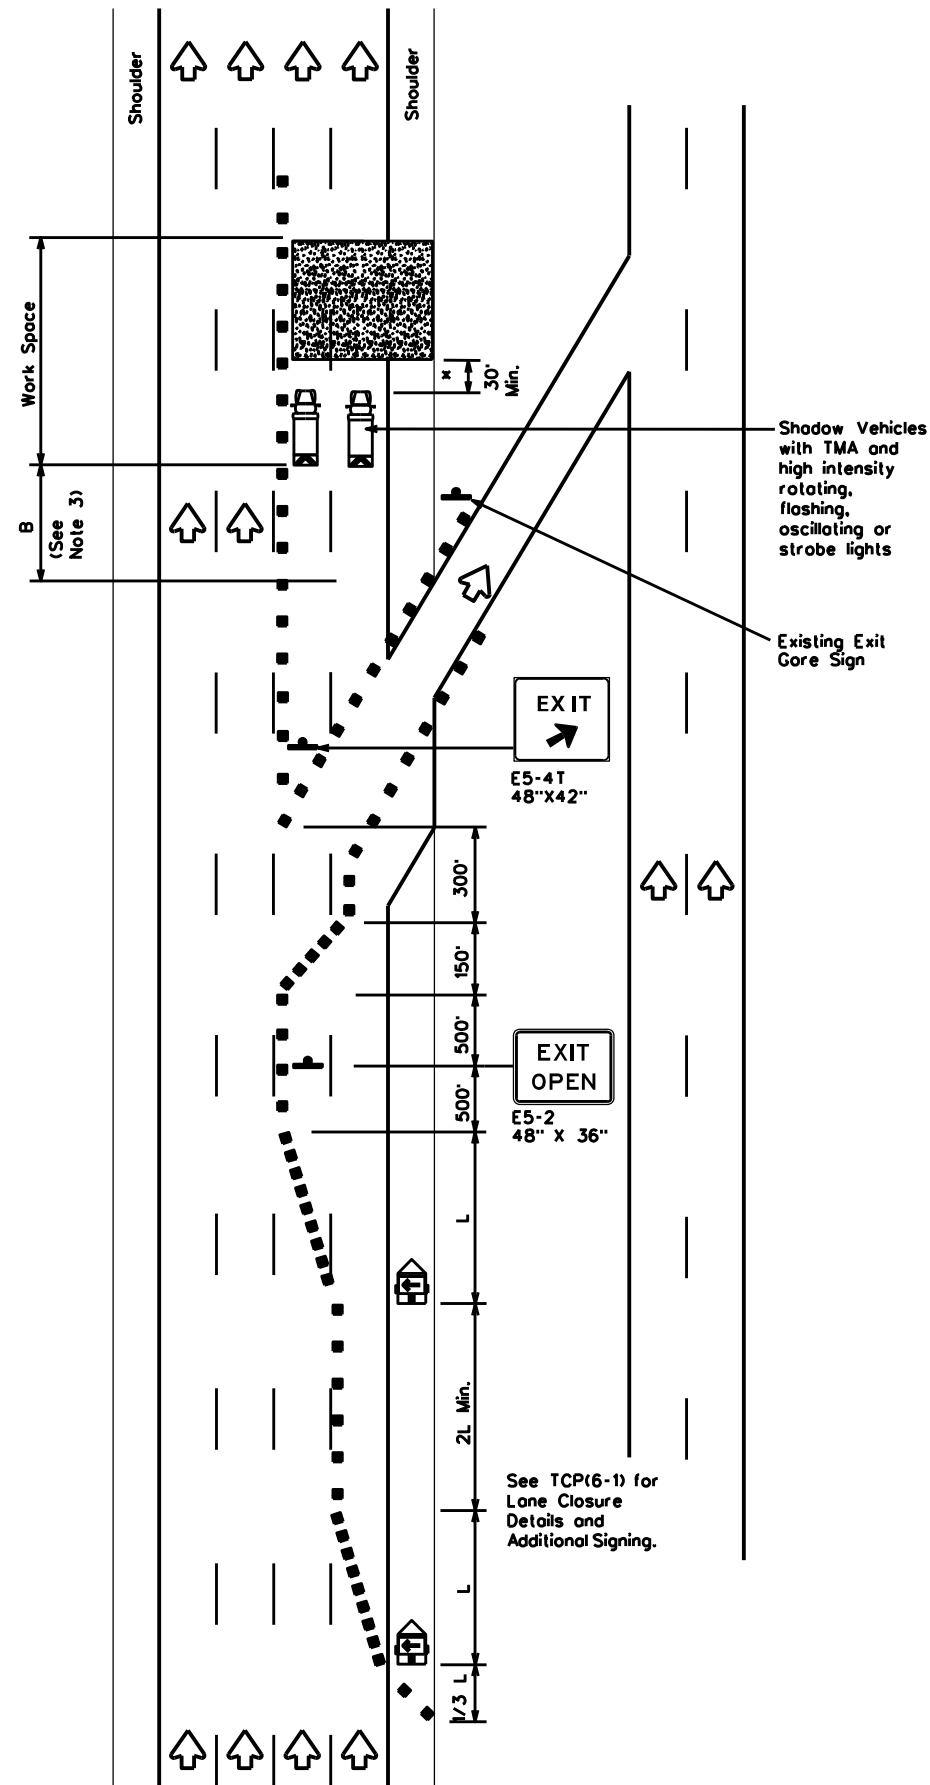 Shoulder
Shoulder
Work Space
x
30'
Min.
B
(See
Note 3)
Shadow Vehicles
with TMA and
high intensity
rotating,
flashing,
oscillating or
strobe lights
Existing Exit
Gore Sign
EXIT
E5-4T
48"X42"
300'
150'
500'
EXIT
OPEN
500'
E5-2
48" X 36"
L
2L Min.
See TCP(6-1) for
Lane Closure
Details and
Additional Signing.
L
1/3 L